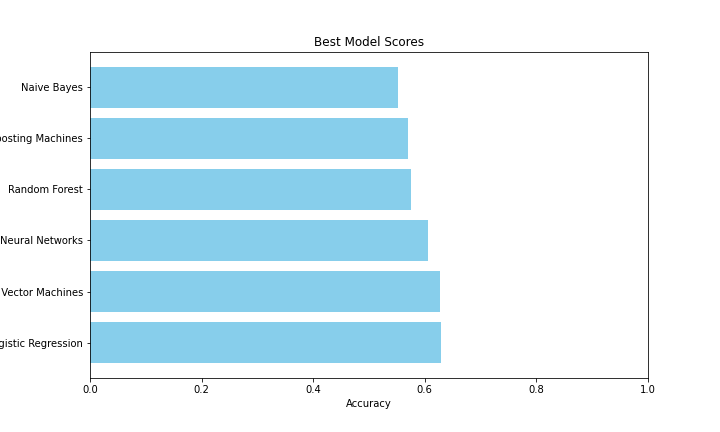 Best Model Scores
Naive Bayes
osting Machines
Random Forest
Neural Networks
Vector Machines
gistic Regression
0.0 0.2 0.4 0.6 0.8 1.0
Accuracy